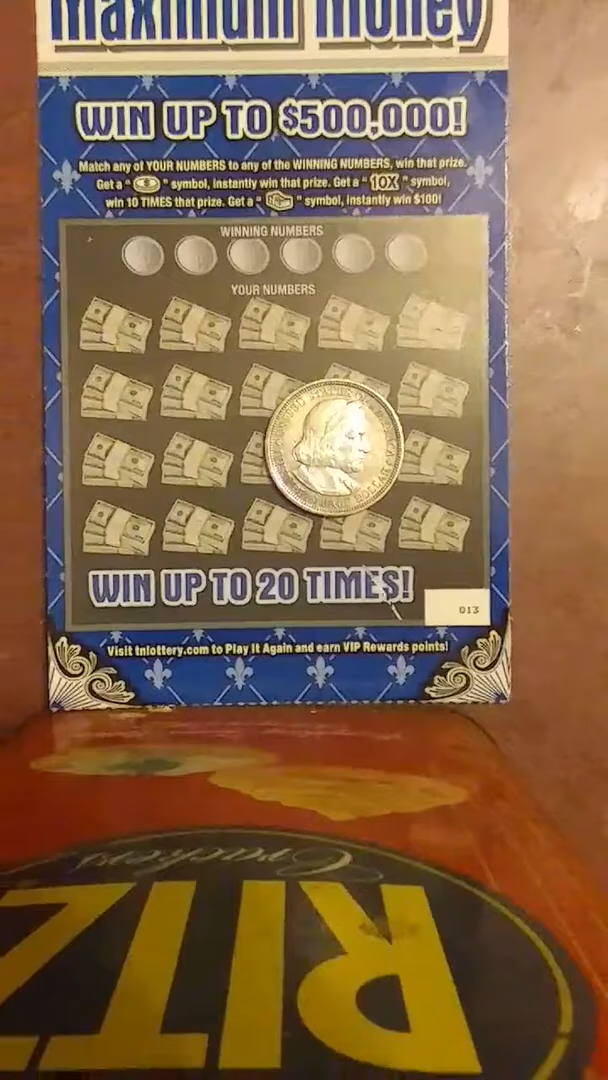 Maximum Money
WIN UP TO $500,000!
Match any of YOUR NUMBERS to any of the WINNING NUMBERS, win that prize.
Get a " " symbol, instantly win that prize. Get a " 10X " symbol,
win 10 TIMES that prize. Get a " " symbol, instantly win $100!
WINNING NUMBERS
YOUR NUMBERS
WIN UP TO 20 TIMES!
013
Visit tnlottery.com to Play It Again and earn VIP Rewards points!
Crackers
RITZ